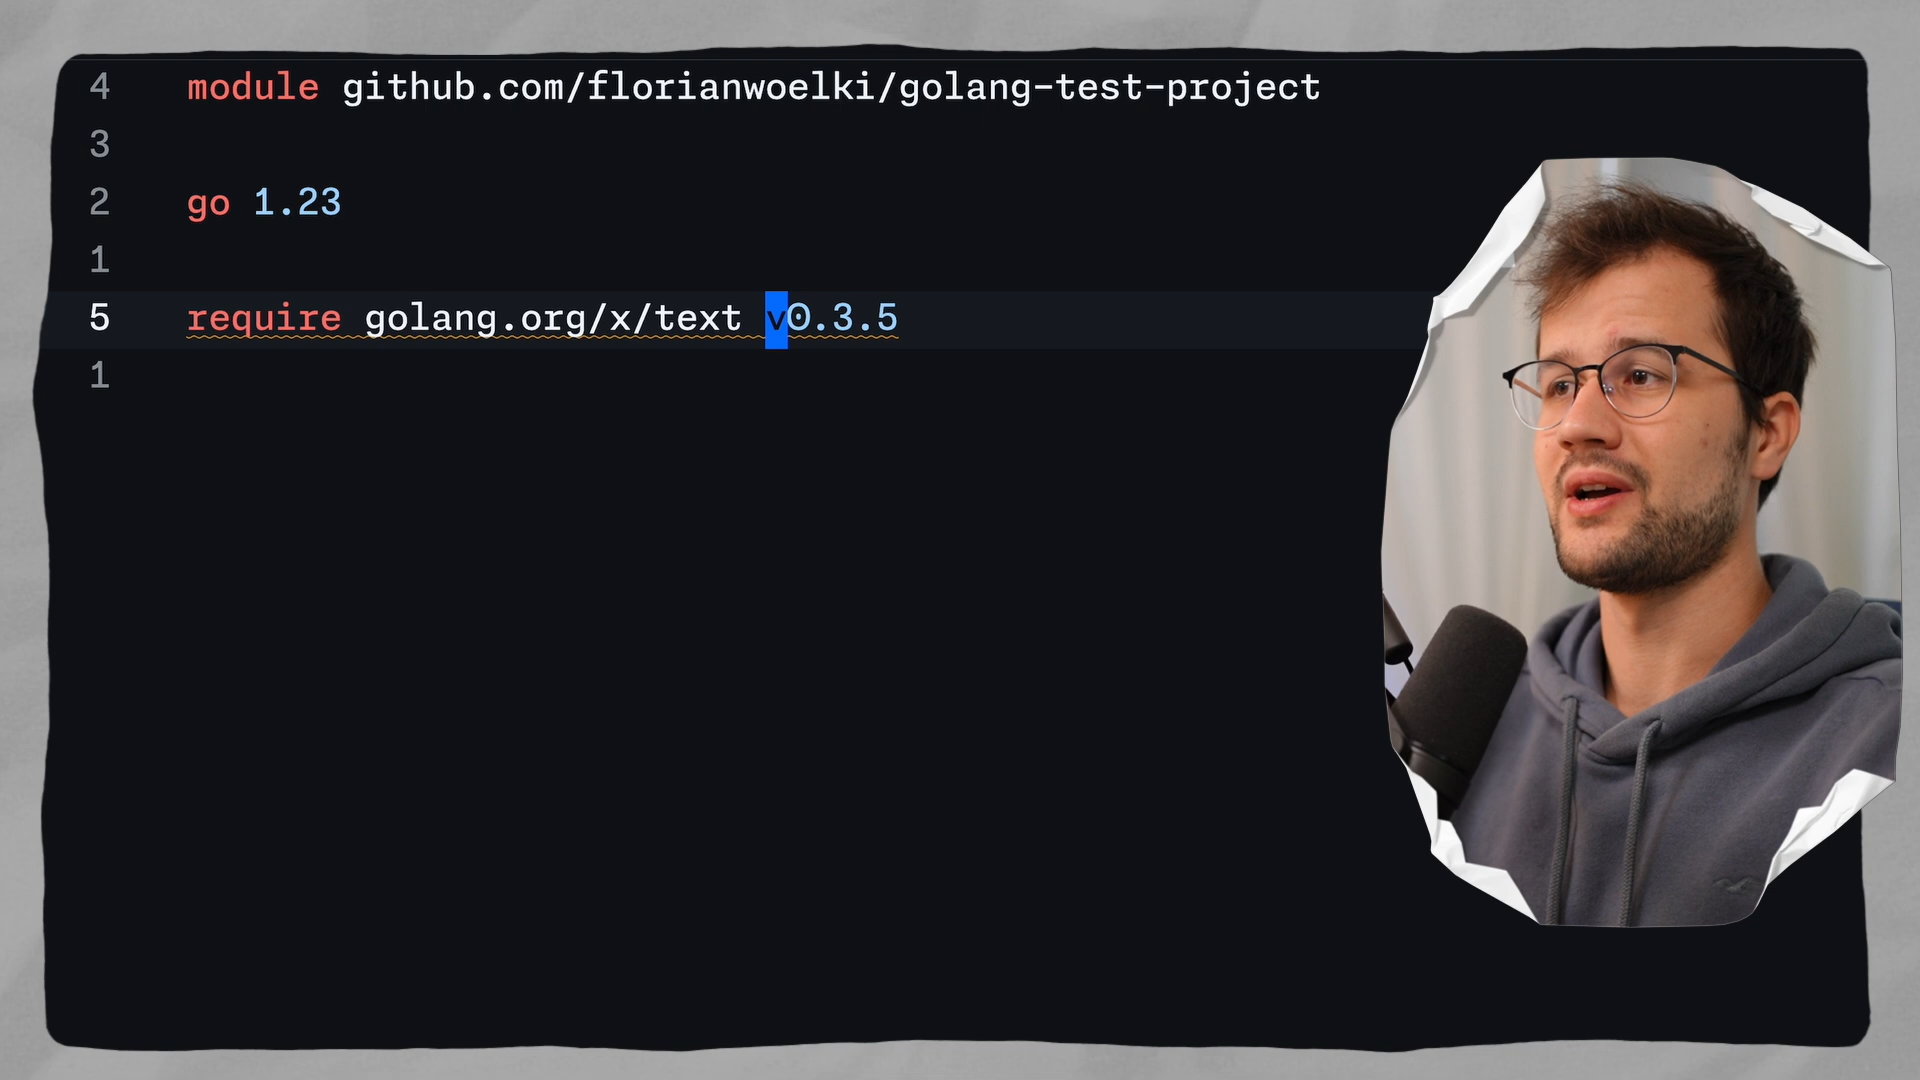 4 module github.com/florianwoelki/golang-test-project
3
2 go 1.23
1
5 require golang.org/x/text v0.3.5
1